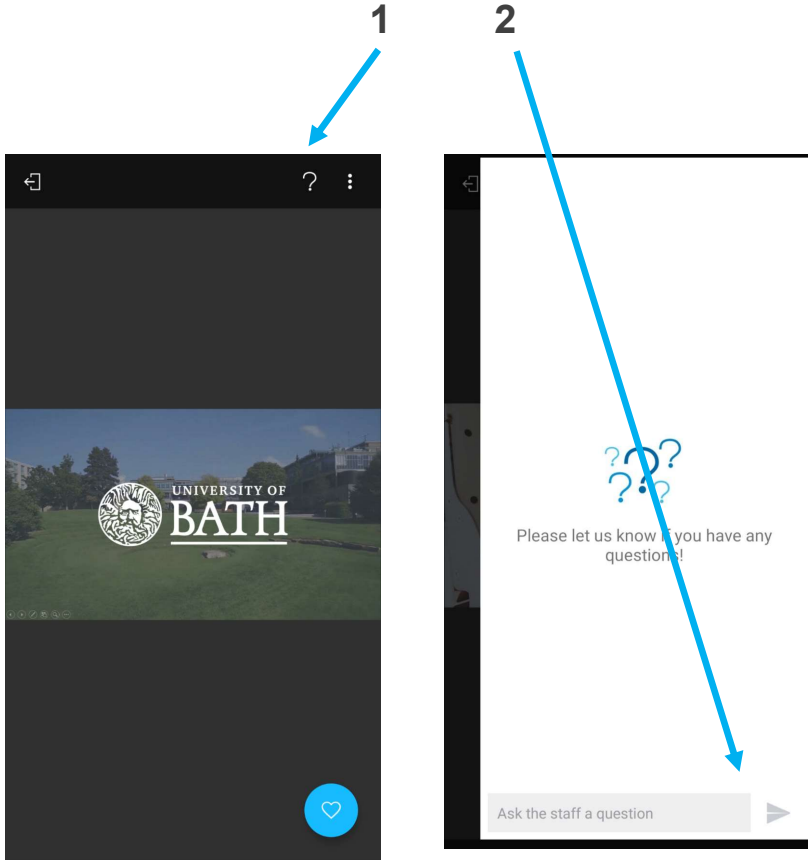 1
2
?
UNIVERSITY OF
BATH
? ? ? ? ?
Please let us know if you have any
questions!
Ask the staff a question